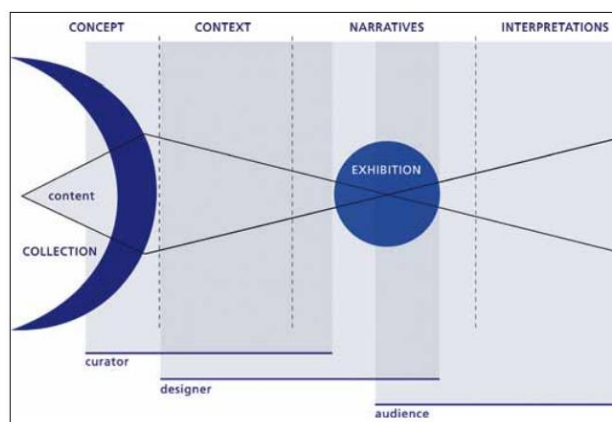 CONCEPT
CONTEXT
NARRATIVES
INTERPRETATIONS
EXHIBITION
content
COLLECTION
curator
designer
audience